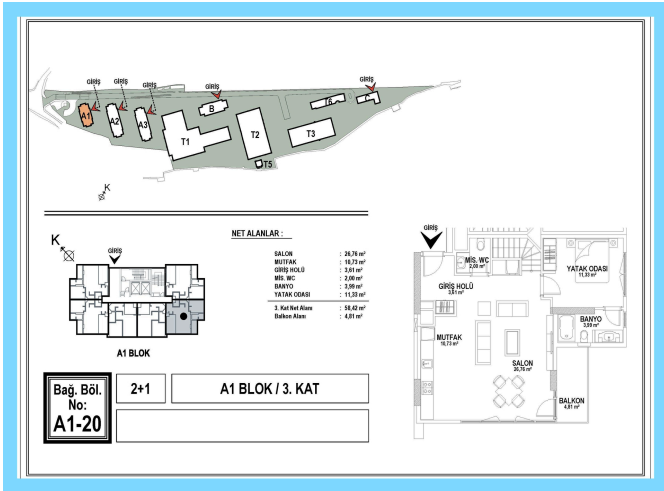 GİRİŞ
GİRİŞ
GİRİŞ
GİRİŞ
GİRİŞ
A1
A2
A3
B
T6
C
T1
T2
T3
T5
K
NET ALANLAR :
K
GİRİŞ
SALON : 26,76 m²
MUTFAK : 10,73 m²
GİRİŞ HOLÜ : 3,61 m²
MİS. WC : 2,00 m²
BANYO : 3,99 m²
YATAK ODASI : 11,33 m²
3. Kat Net Alanı : 58,42 m²
Balkon Alanı : 4,81 m²
A1 BLOK
Bağ. Böl.
No:
A1-20
2+1
A1 BLOK / 3. KAT
GİRİŞ
MİS. WC
2,00 m²
YATAK ODASI
11,33 m²
GİRİŞ HOLÜ
3,61 m²
BANYO
3,99 m²
MUTFAK
10,73 m²
SALON
26,76 m²
BALKON
4,81 m²